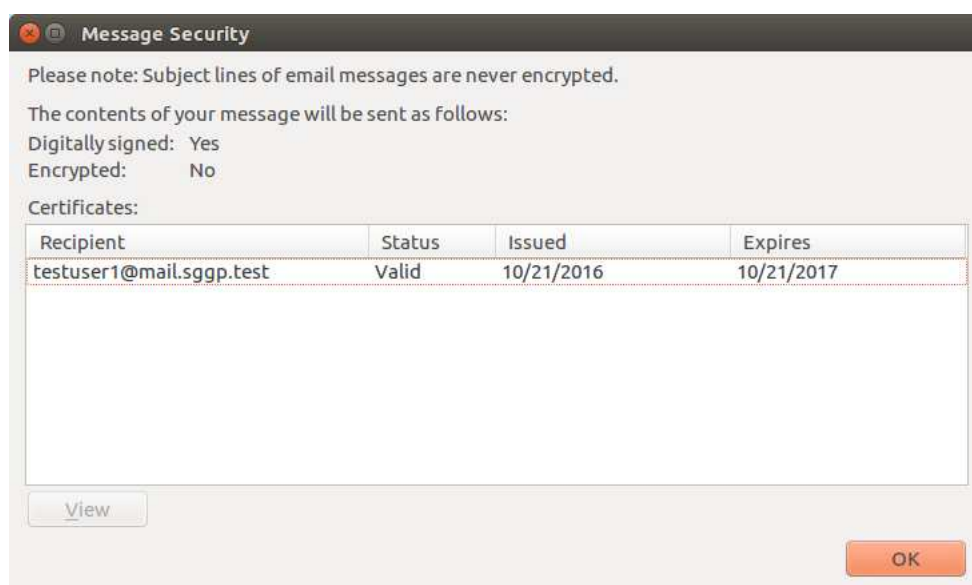 Message Security
Please note: Subject lines of email messages are never encrypted.
The contents of your message will be sent as follows:
Digitally signed: Yes
Encrypted: No
Certificates:
Recipient Status Issued Expires
testuser1@mail.sggp.test Valid 10/21/2016 10/21/2017
View
OK